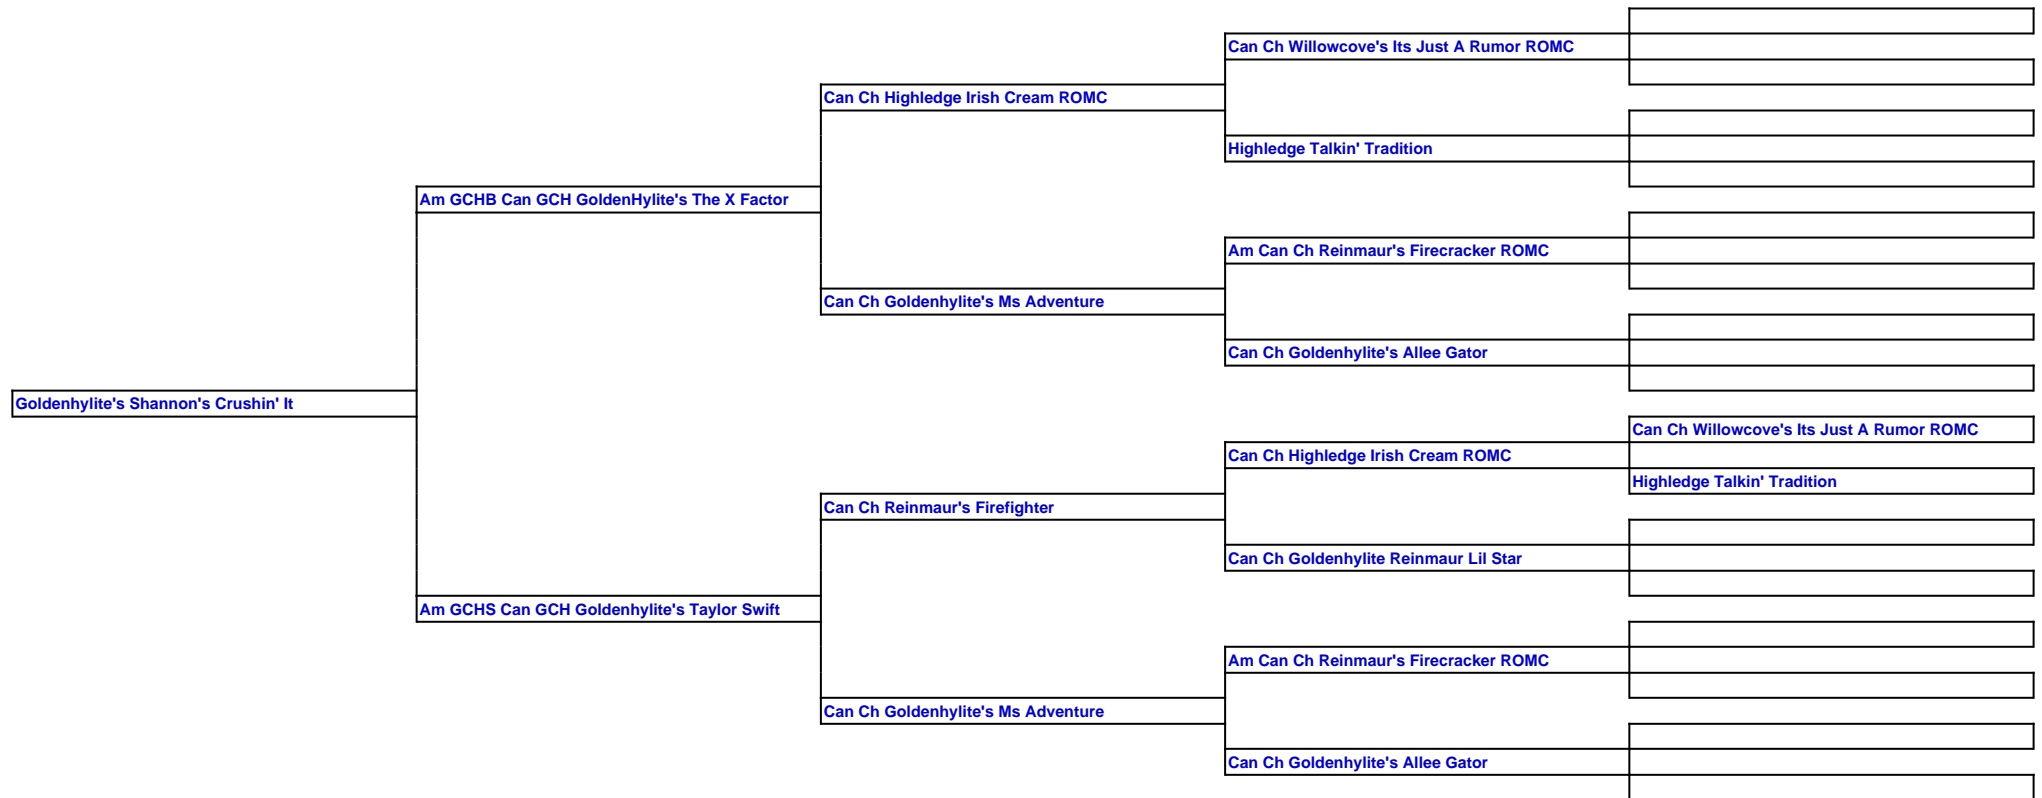 Can Ch Willowcove's Its Just A Rumor ROMC
Can Ch Highledge Irish Cream ROMC
Highledge Talkin' Tradition
Am GCHB Can GCH GoldenHylite's The X Factor
Am Can Ch Reinmaur's Firecracker ROMC
Can Ch Goldenhylite's Ms Adventure
Can Ch Goldenhylite's Allee Gator
Goldenhylite's Shannon's Crushin' It
Can Ch Willowcove's Its Just A Rumor ROMC
Can Ch Highledge Irish Cream ROMC
Highledge Talkin' Tradition
Can Ch Reinmaur's Firefighter
Can Ch Goldenhylite Reinmaur Lil Star
Am GCHS Can GCH Goldenhylite's Taylor Swift
Am Can Ch Reinmaur's Firecracker ROMC
Can Ch Goldenhylite's Ms Adventure
Can Ch Goldenhylite's Allee Gator